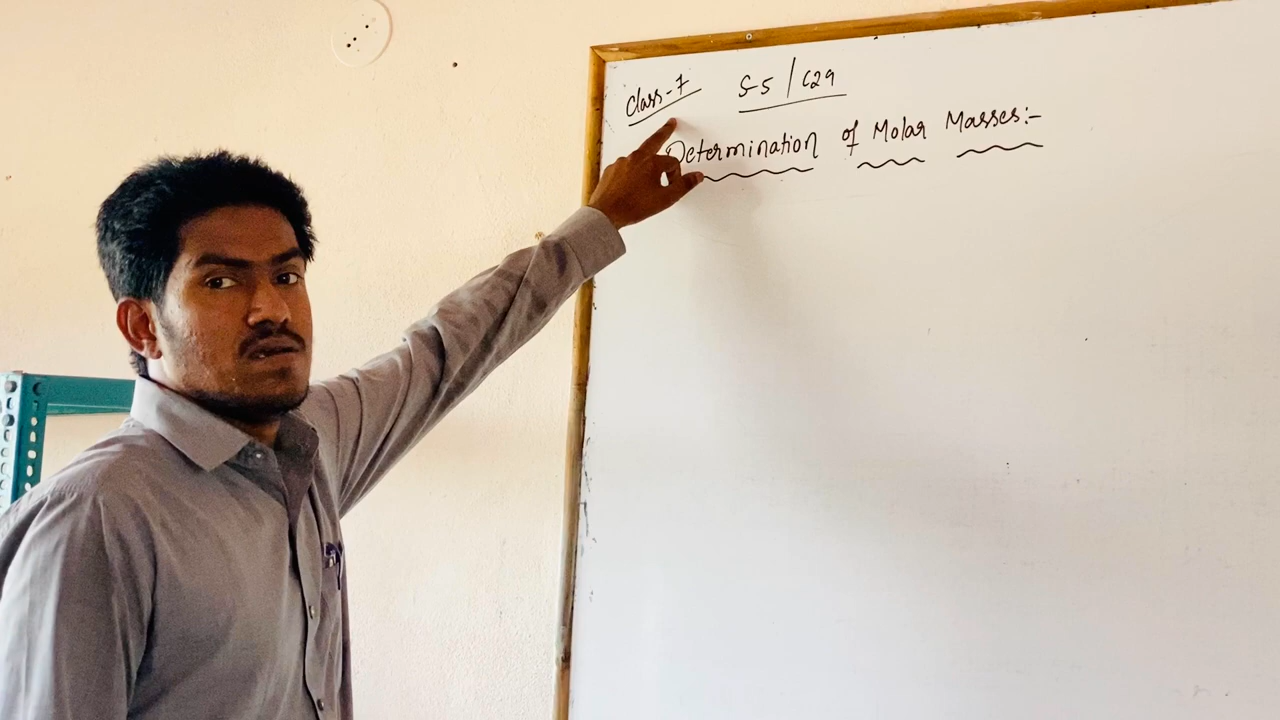 Class-7 S-5 / C29
Determination of Molar Masses:-